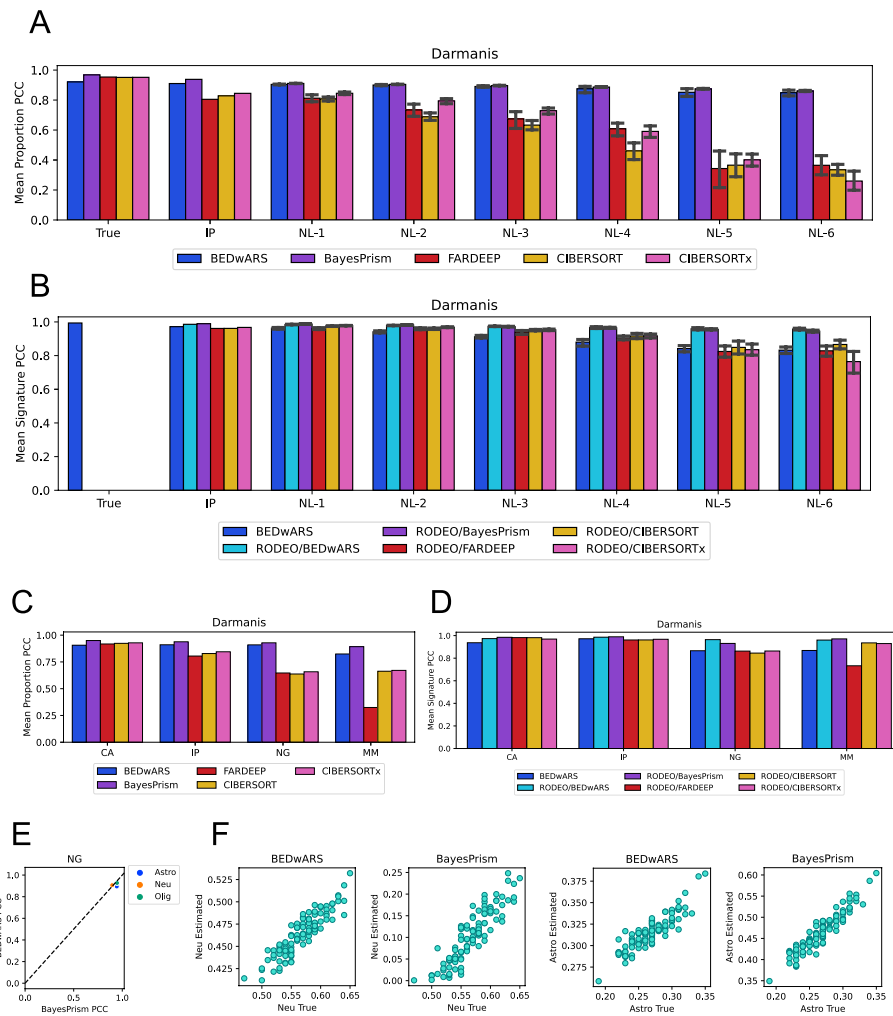 A
Darmanis
Mean Proportion PCC
1.0
0.8
0.6
0.4
0.2
0.0
True IP NL-1 NL-2 NL-3 NL-4 NL-5 NL-6
BEDwARS BayesPrism FARDEEP CIBERSORT CIBERSORTx
B
Darmanis
Mean Signature PCC
1.0
0.8
0.6
0.4
0.2
0.0
True IP NL-1 NL-2 NL-3 NL-4 NL-5 NL-6
BEDwARS RODEO/BayesPrism RODEO/CIBERSORT
RODEO/BEDwARS RODEO/FARDEEP RODEO/CIBERSORTx
C
Darmanis
Mean Proportion PCC
1.00
0.75
0.50
0.25
0.00
CA IP NG MM
BEDwARS FARDEEP CIBERSORTx
BayesPrism CIBERSORT
D
Darmanis
Mean Signature PCC
1.0
0.8
0.6
0.4
0.2
0.0
CA IP NG MM
BEDwARS RODEO/BayesPrism RODEO/CIBERSORT
RODEO/BEDwARS RODEO/FARDEEP RODEO/CIBERSORTx
E
NG
1.0
0.8
0.6
0.4
0.2
0.0
0.0 0.5 1.0
BayesPrism PCC
Astro
Neu
Olig
F
BEDwARS
Neu Estimated
0.525
0.500
0.475
0.450
0.425
0.50 0.55 0.60 0.65
Neu True
BayesPrism
Neu Estimated
0.25
0.20
0.15
0.10
0.05
0.00
0.50 0.55 0.60 0.65
Neu True
BEDwARS
Astro Estimated
0.375
0.350
0.325
0.300
0.275
0.20 0.25 0.30 0.35
Astro True
BayesPrism
Astro Estimated
0.60
0.55
0.50
0.45
0.40
0.35
0.20 0.25 0.30 0.35
Astro True